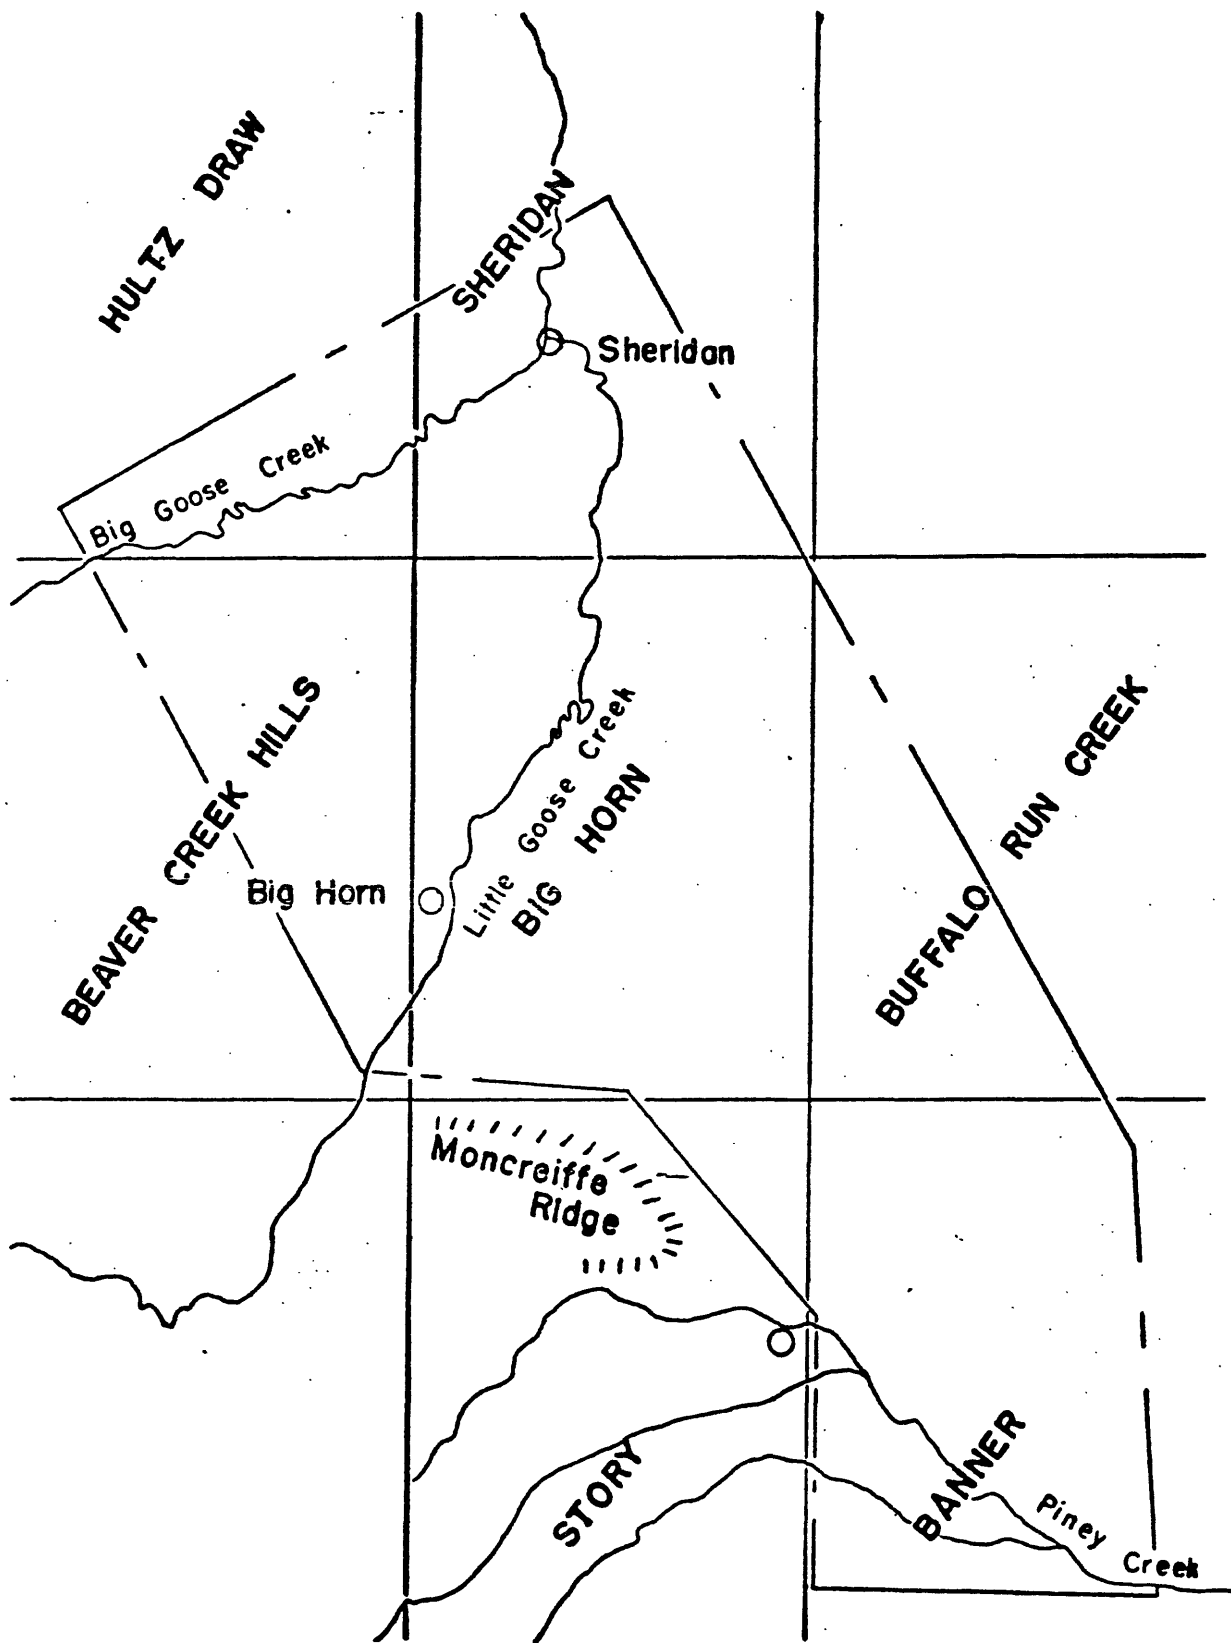 HULTZ DRAW
SHERIDAN
Sheridan
Big Goose Creek
BEAVER CREEK HILLS
Little Goose Creek
BIG HORN
BUFFALO RUN CREEK
Big Horn
Moncreiffe
Ridge
STORY
BANNER
Piney Creek